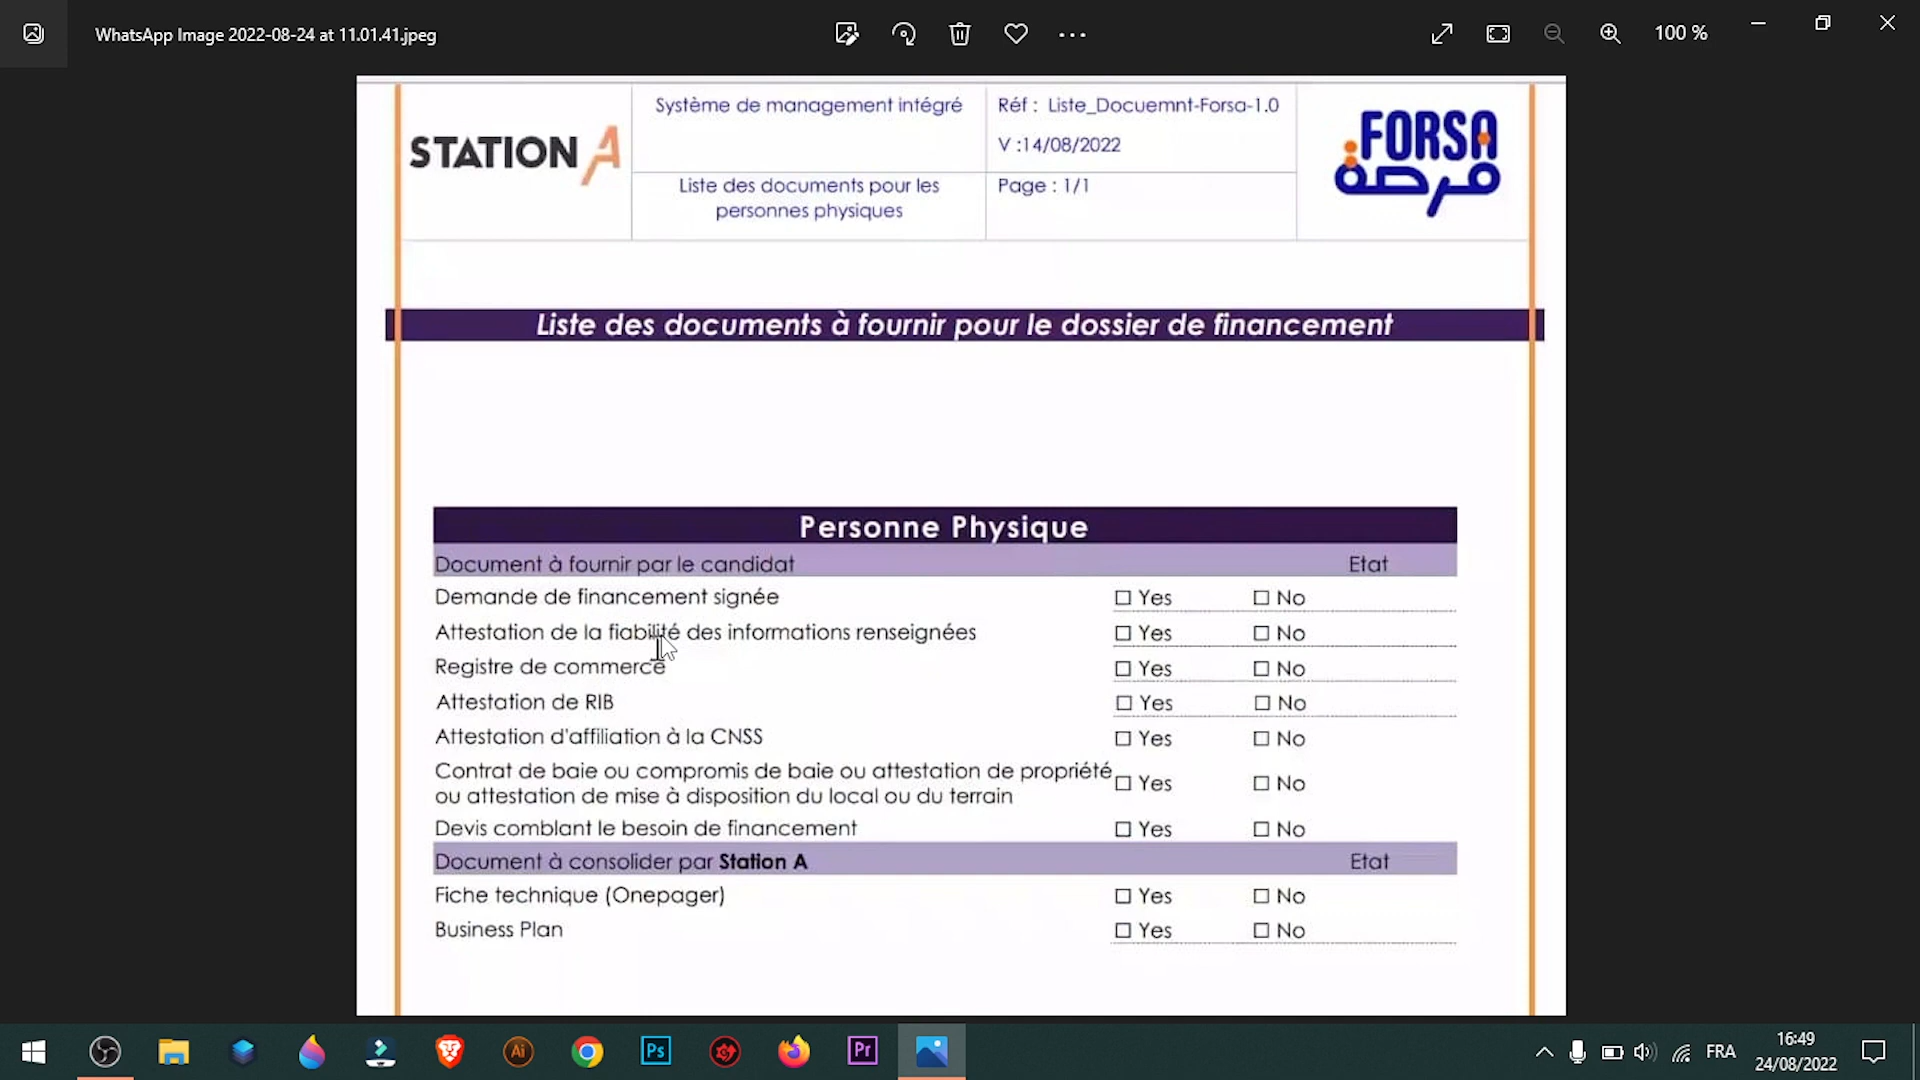 WhatsApp Image 2022-08-24 at 11.01.41.jpeg
100 %
STATION A
Système de management intégré
Réf : Liste_Docuemnt-Forsa-1.0
V :14/08/2022
Liste des documents pour les
personnes physiques
Page : 1/1
FORSA
فرصة
Liste des documents à fournir pour le dossier de financement
Personne Physique
Document à fournir par le candidat Etat
Demande de financement signée ☐ Yes ☐ No
Attestation de la fiabilité des informations renseignées ☐ Yes ☐ No
Registre de commerce ☐ Yes ☐ No
Attestation de RIB ☐ Yes ☐ No
Attestation d'affiliation à la CNSS ☐ Yes ☐ No
Contrat de baie ou compromis de baie ou attestation de propriété
ou attestation de mise à disposition du local ou du terrain ☐ Yes ☐ No
Devis comblant le besoin de financement ☐ Yes ☐ No
Document à consolider par Station A Etat
Fiche technique (Onepager) ☐ Yes ☐ No
Business Plan ☐ Yes ☐ No
Ai
Ps
Pr
FRA
16:49
24/08/2022